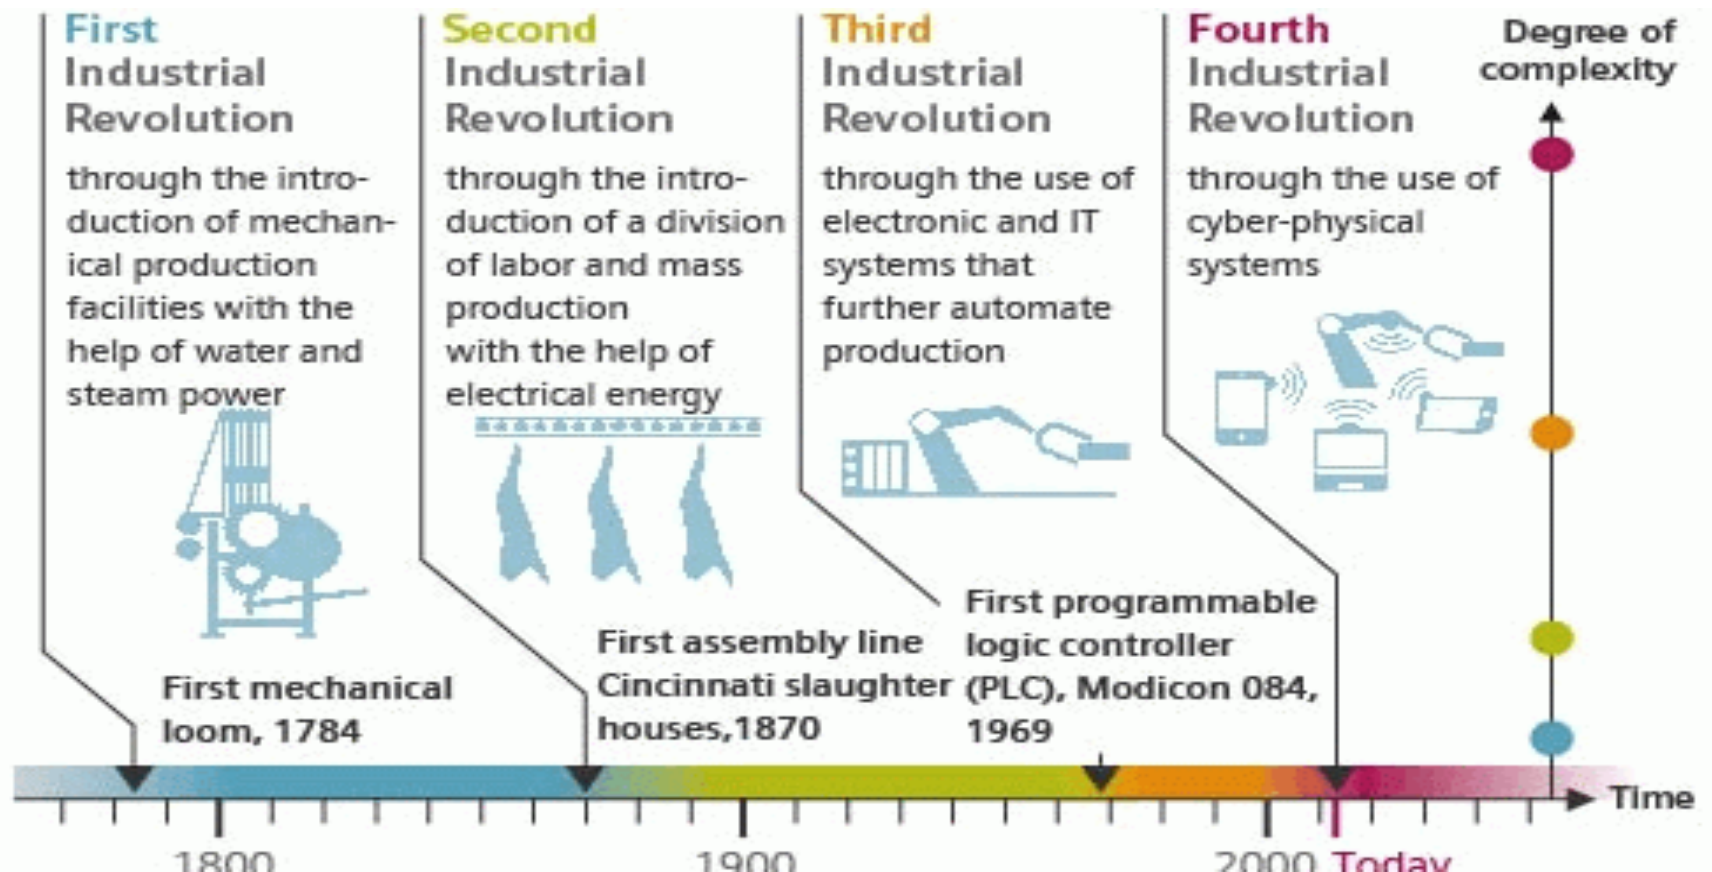 First
Industrial
Revolution
through the intro-
duction of mechan-
ical production
facilities with the
help of water and
steam power
First mechanical
loom, 1784
Second
Industrial
Revolution
through the intro-
duction of a division
of labor and mass
production
with the help of
electrical energy
First assembly line
Cincinnati slaughter
houses,1870
Third
Industrial
Revolution
through the use of
electronic and IT
systems that
further automate
production
First programmable
logic controller
(PLC), Modicon 084,
1969
Fourth
Industrial
Revolution
through the use of
cyber-physical
systems
Degree of
complexity
Time
1800
1900
2000
Today